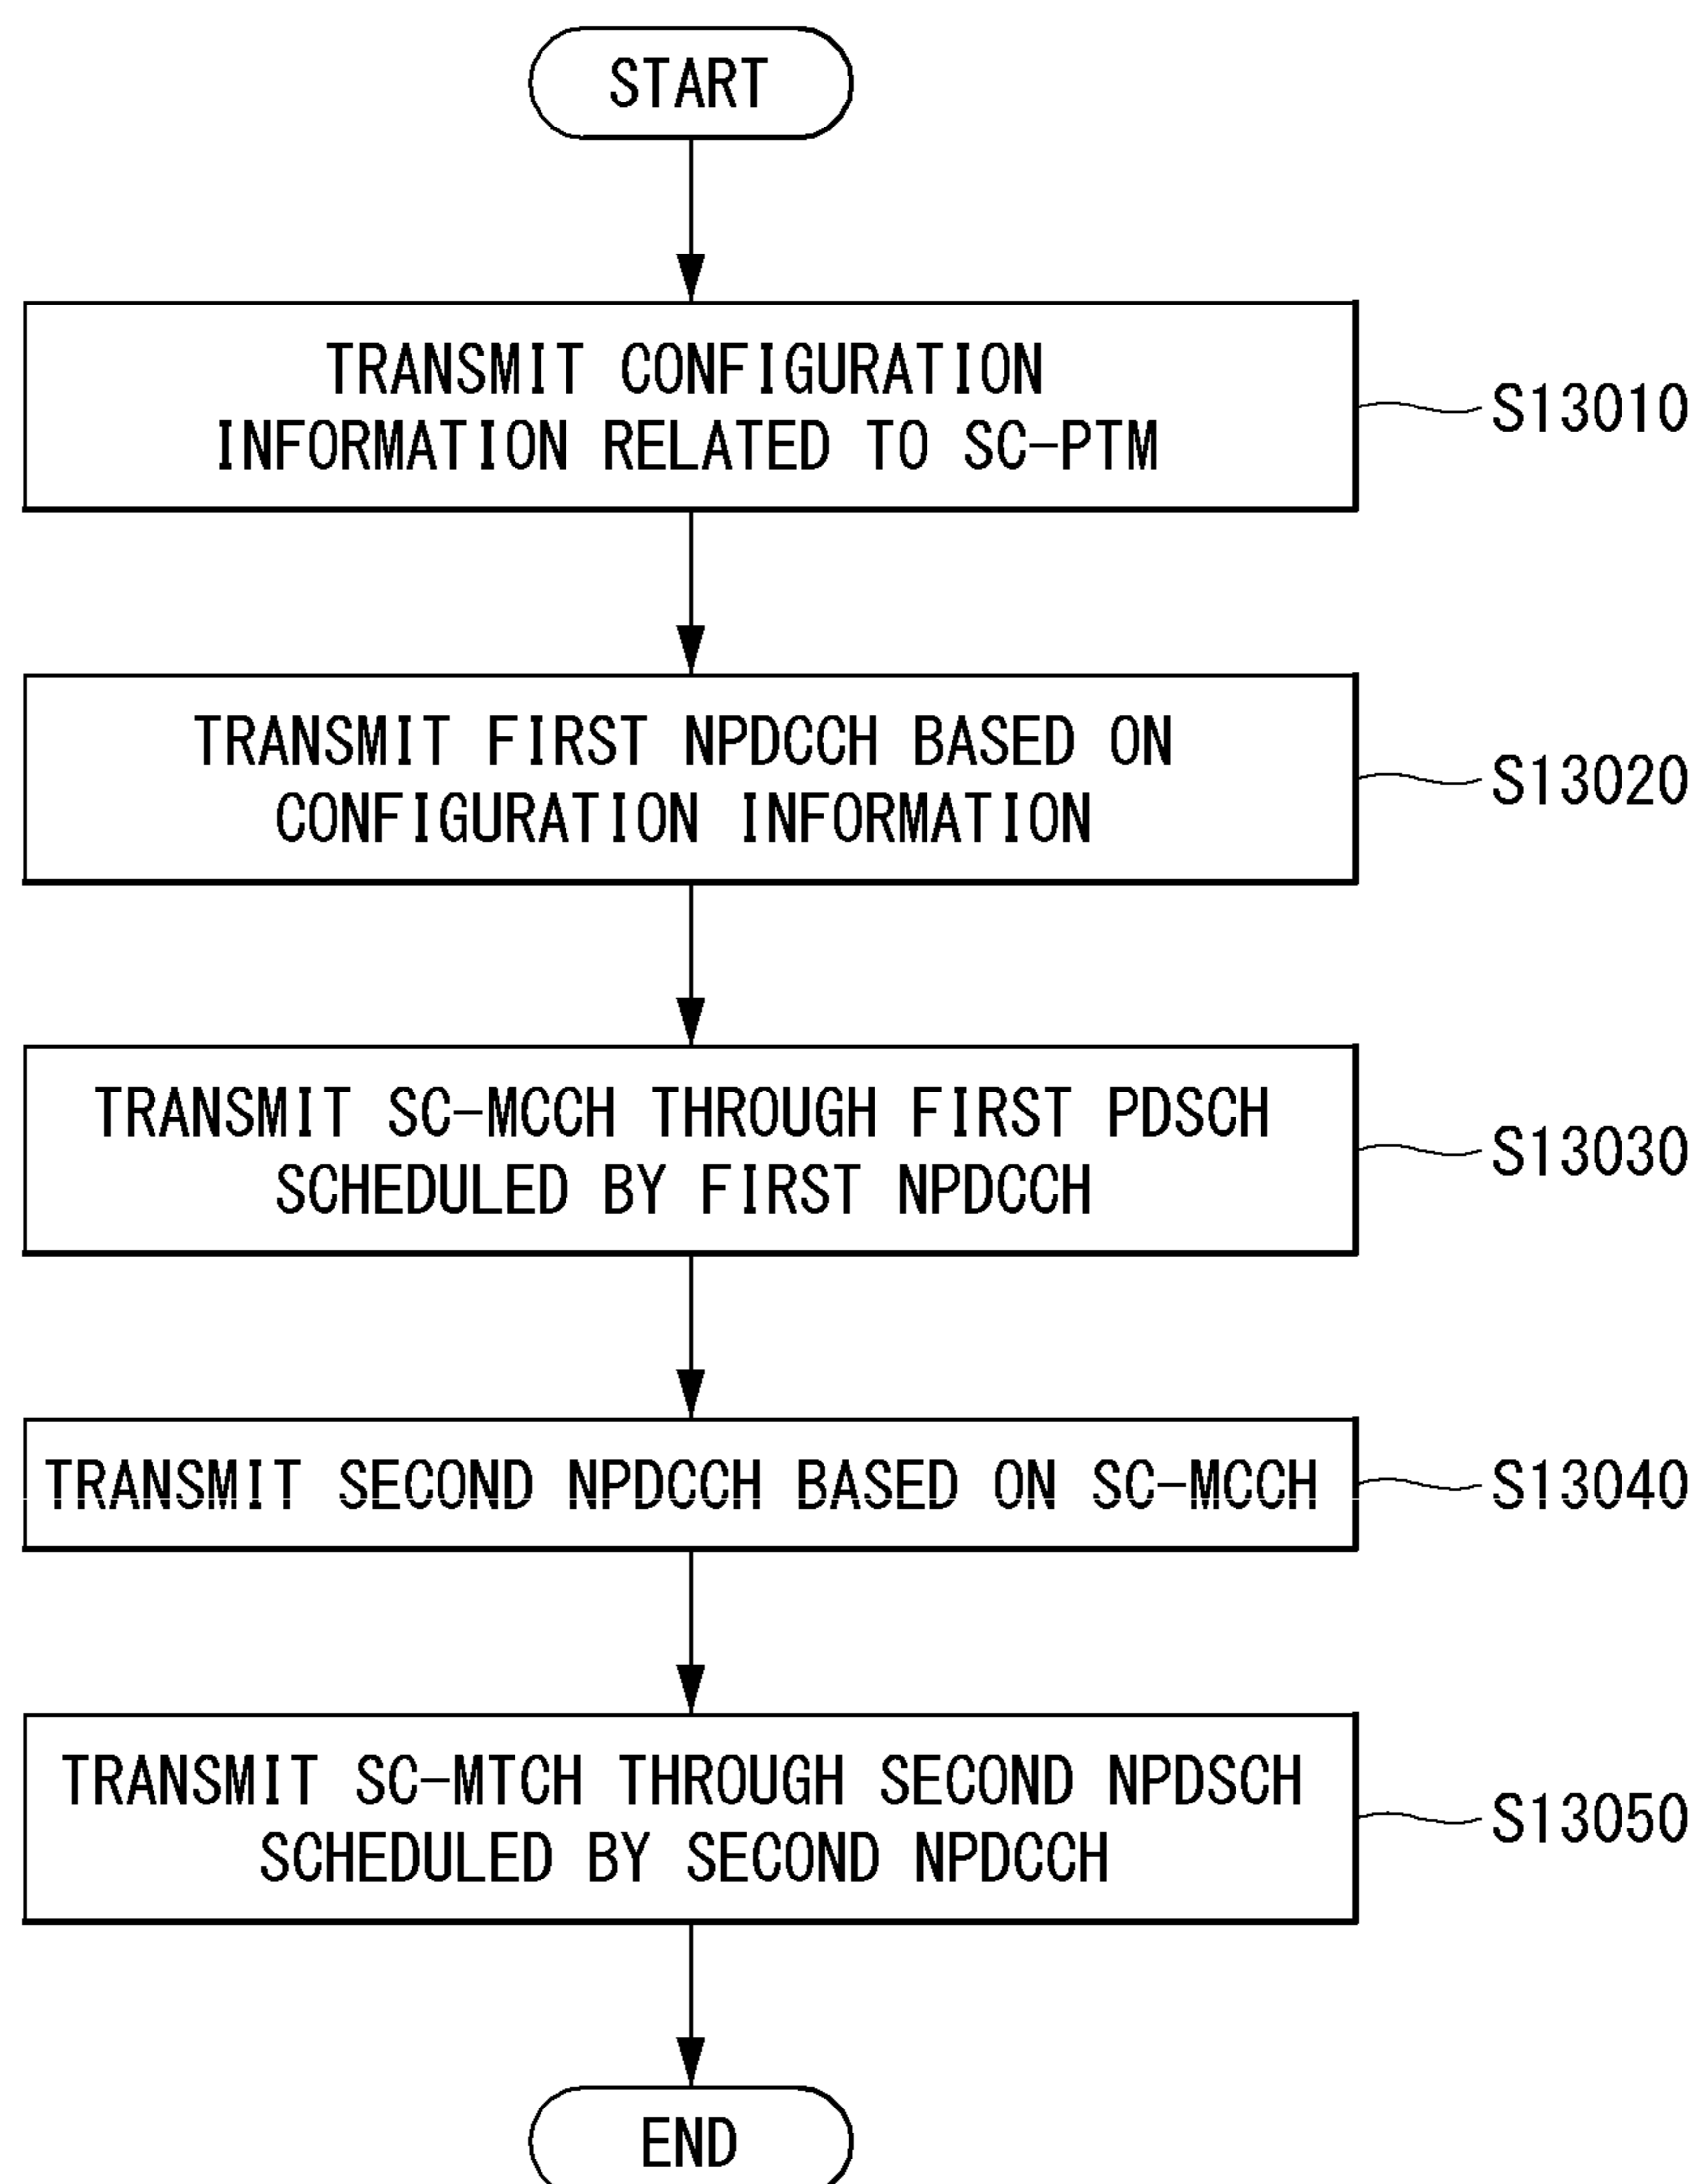 START
TRANSMIT CONFIGURATION
INFORMATION RELATED TO SC-PTM
S13010
TRANSMIT FIRST NPDCCH BASED ON
CONFIGURATION INFORMATION
S13020
TRANSMIT SC-MCCH THROUGH FIRST PDSCH
SCHEDULED BY FIRST NPDCCH
S13030
TRANSMIT SECOND NPDCCH BASED ON SC-MCCH
S13040
TRANSMIT SC-MTCH THROUGH SECOND NPDSCH
SCHEDULED BY SECOND NPDCCH
S13050
END